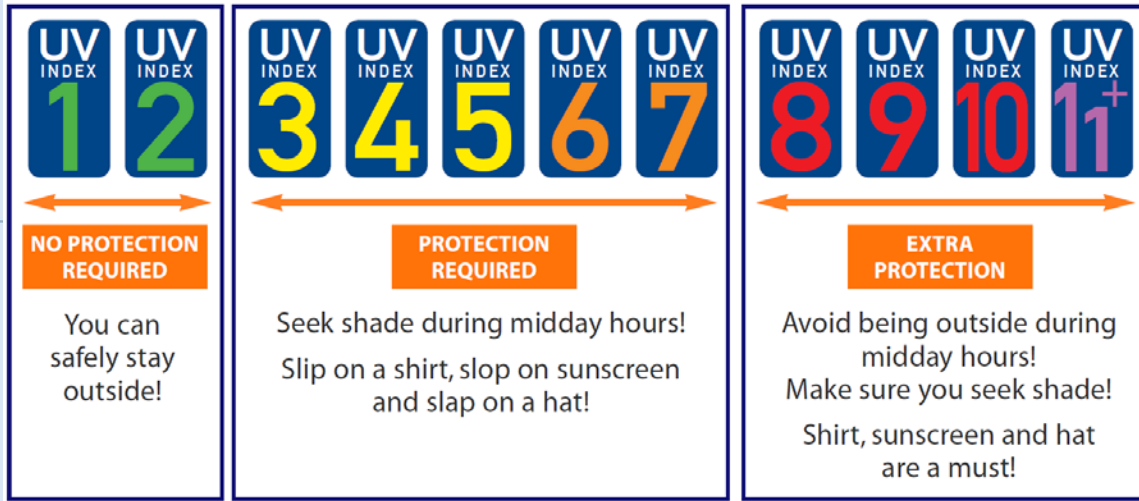 UV
INDEX
1
UV
INDEX
2
NO PROTECTION
REQUIRED
You can
safely stay
outside!
UV
INDEX
3
UV
INDEX
4
UV
INDEX
5
UV
INDEX
6
UV
INDEX
7
PROTECTION
REQUIRED
Seek shade during midday hours!
Slip on a shirt, slop on sunscreen
and slap on a hat!
UV
INDEX
8
UV
INDEX
9
UV
INDEX
10
UV
INDEX
11+
EXTRA
PROTECTION
Avoid being outside during
midday hours!
Make sure you seek shade!
Shirt, sunscreen and hat
are a must!